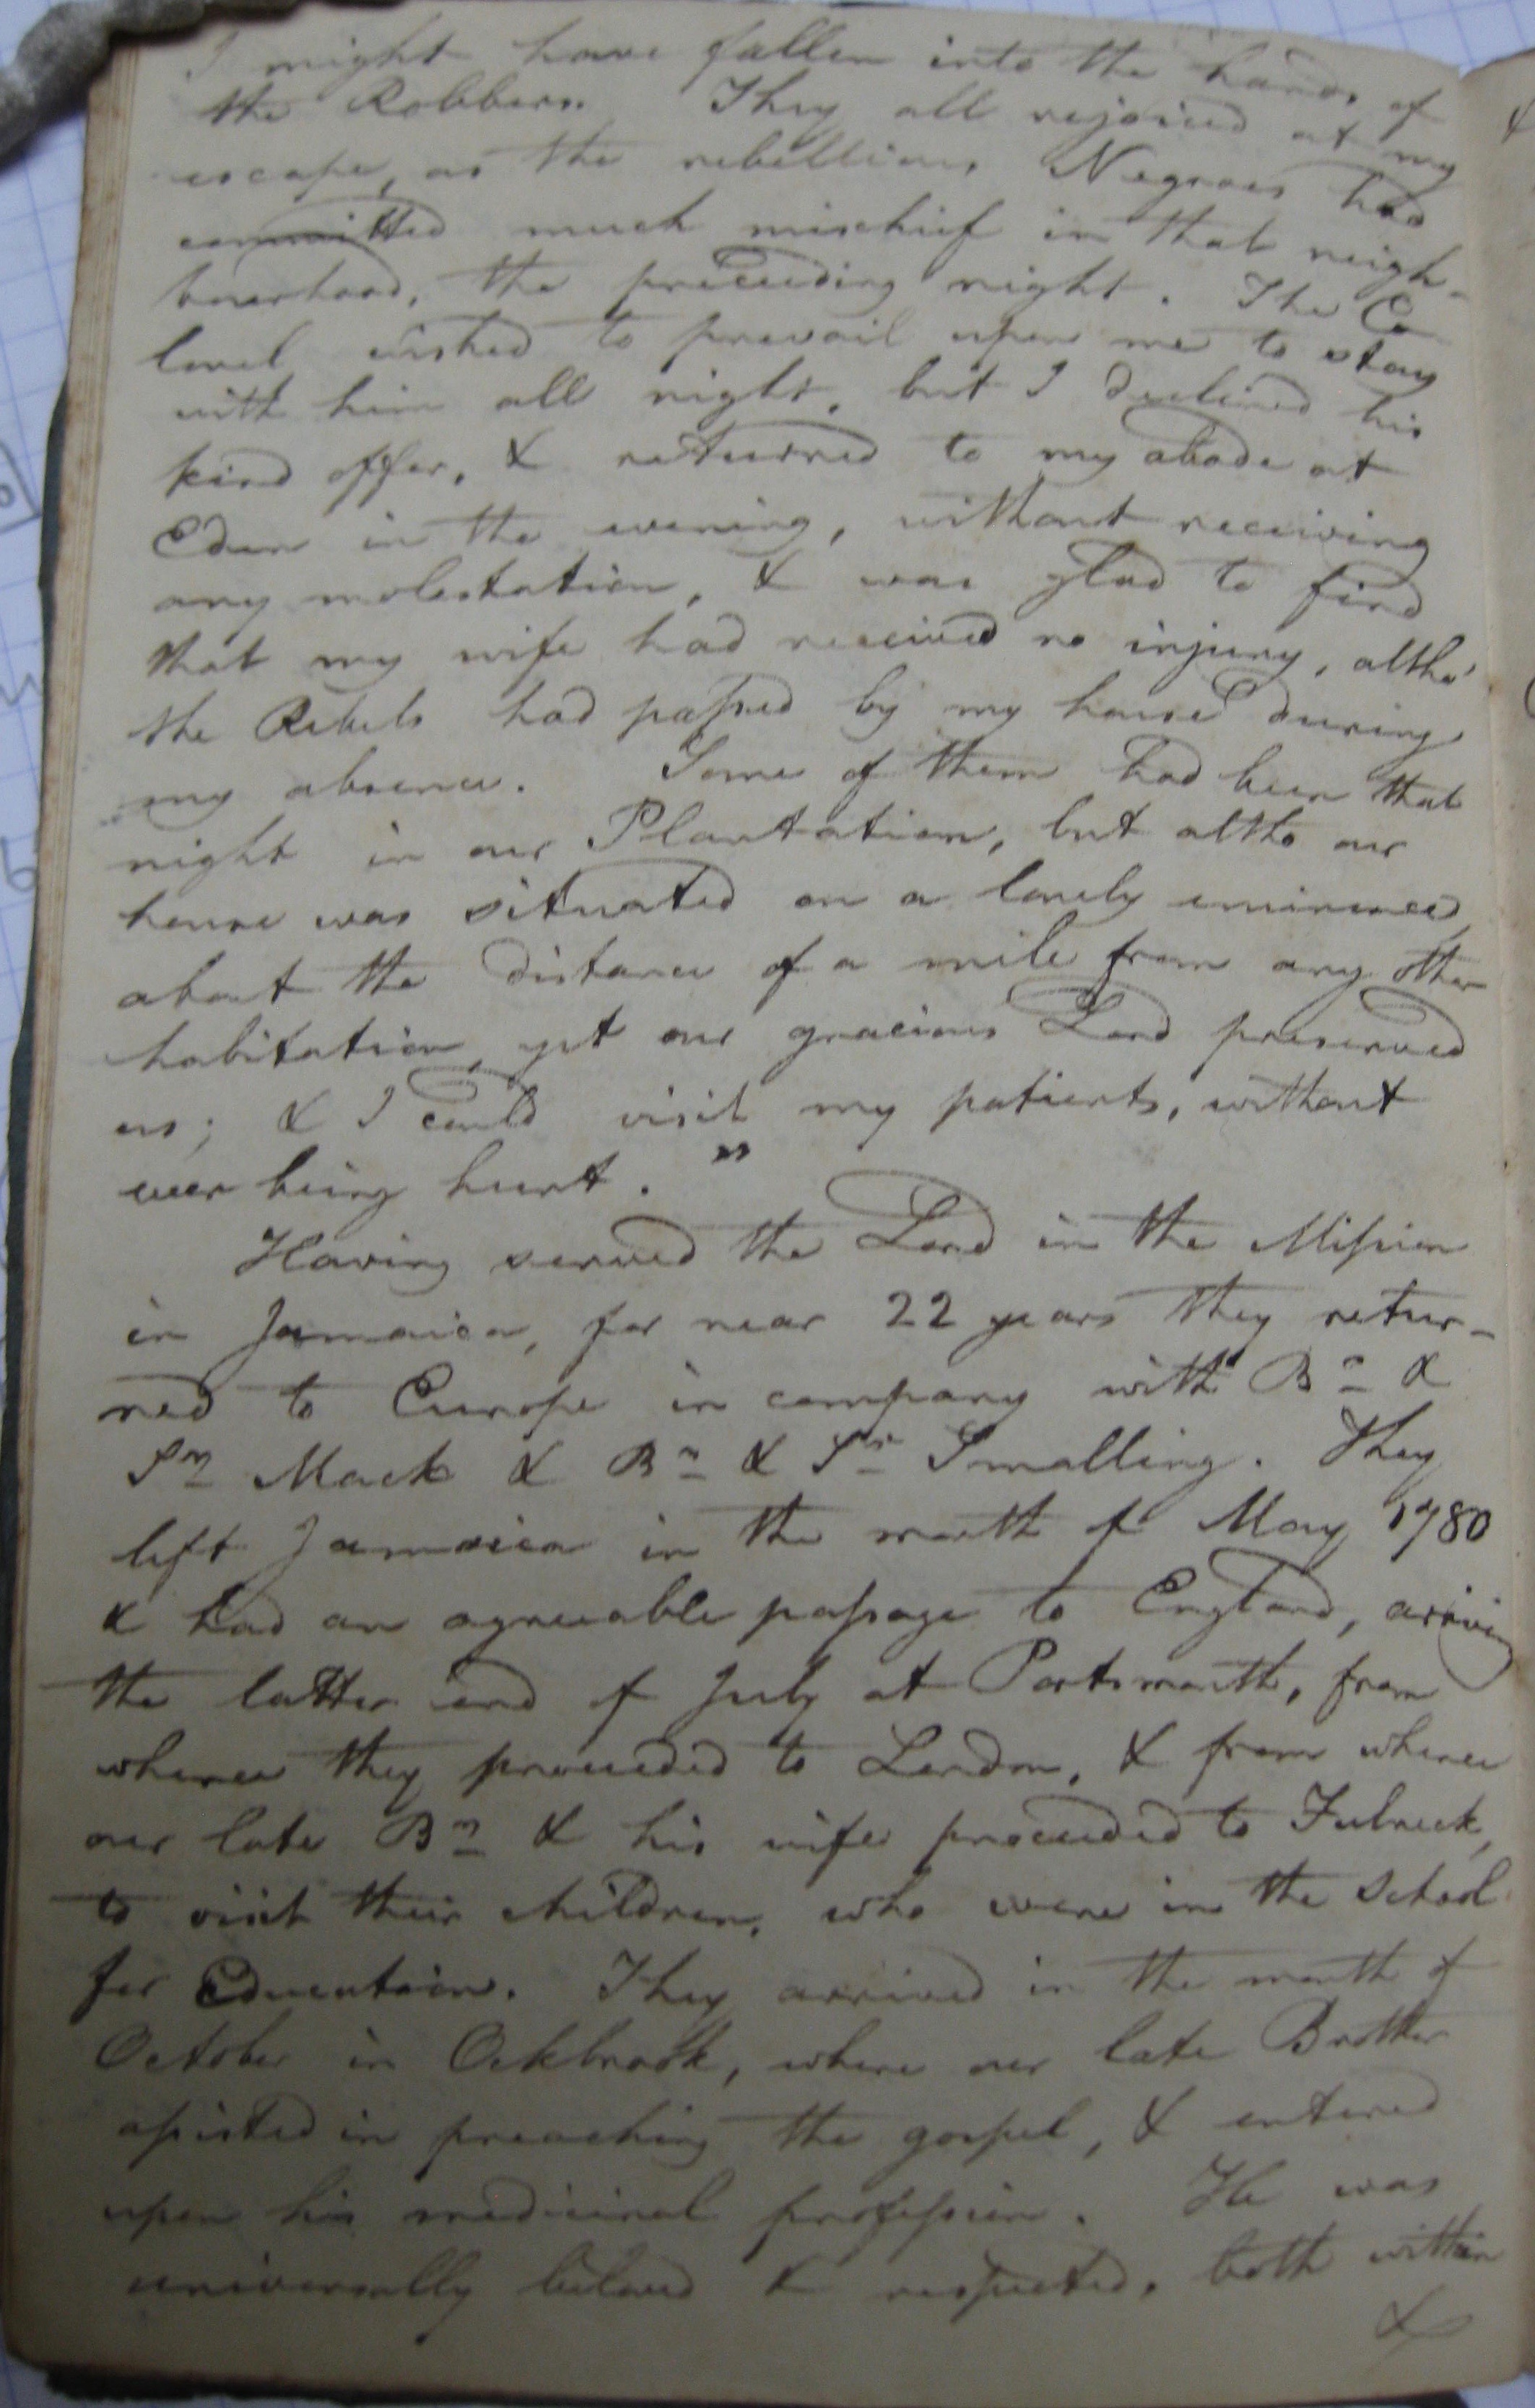 I might have fallen into the hands of
the Robbers. They all rejoiced at my
escape, as the rebellious Negroes had
committed much mischief in that neigh-
bourhood, the preceeding night. The Co
lonel wished to prevail upon me to stay
with him all night, but I declined his
kind offer, & returned to my abode at
Eden in the evening, without receiving
any molestation, & was glad to find
that my wife had received no injury, altho'
the Rebels had passed by my house during
my absence. Some of them had been that
night in our Plantation, but altho our
house was situated on a lonely eminence,
about the distance of a mile from any other
habitation, yet our gracious Lord preserved
us; & I could visit my patients, without
ever being hurt. "
Having served the Lord in the Mission
in Jamaica, for near 22 years they retur-
ned to Europe in company with Br &
Sr Mack & Br & Sr Smalling. They
left Jamaica in the month of May 1780
& had an agreeable passage to England, arriving
the latter end of July at Portsmouth, from
whence they proceeded to London, & from whence
our late Br & his wife proceeded to Fulneck,
to visit their children, who were in the School
for Education. They arrived in the month of
October in Ockbrook, where our late Brother
assisted in preaching the gospel, & entered
upon his medicinal profession. He was
universally beloved & respected, both within
&